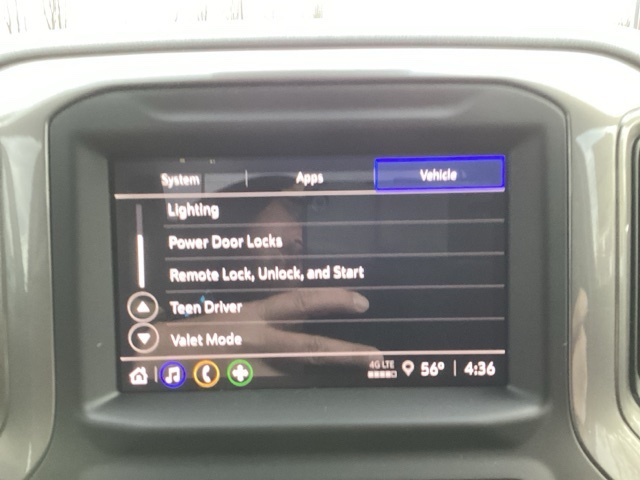 System Apps Vehicle
Lighting
Power Door Locks
Remote Lock, Unlock, and Start
Teen Driver
Valet Mode
4G LTE 56° 4:36